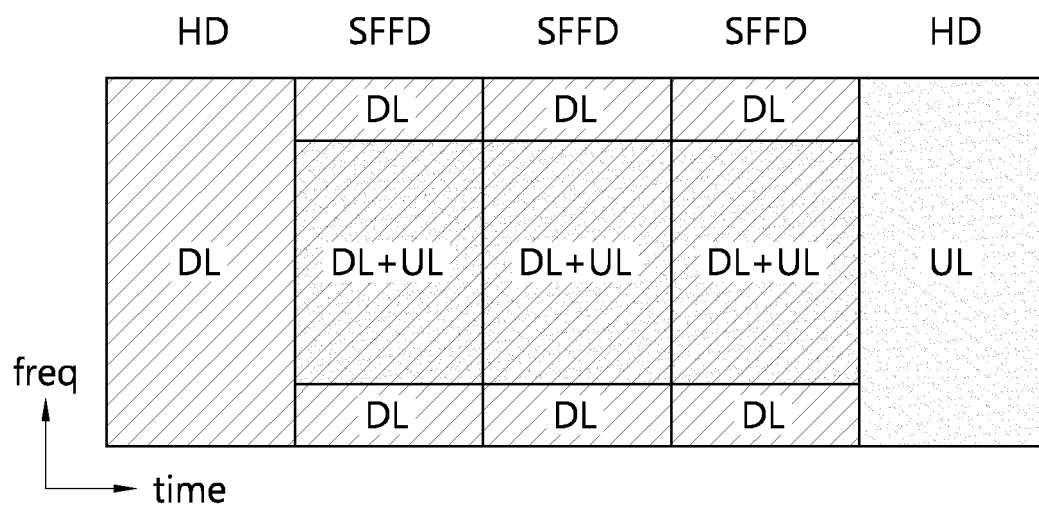 HD SFFD SFFD SFFD HD
DL DL DL
DL DL+UL DL+UL DL+UL UL
freq
DL DL DL
time